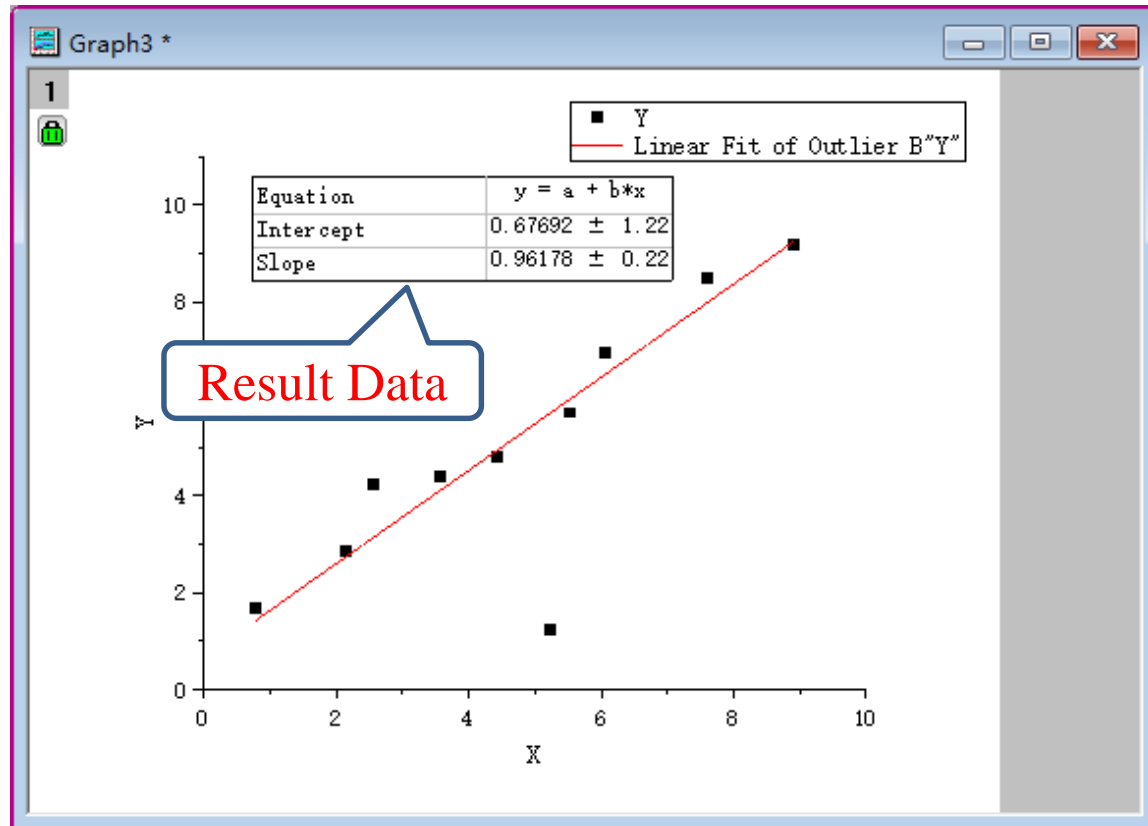 Graph3 *
1
Y
Linear Fit of Outlier B"Y"
Equation y = a + b*x
Intercept 0.67692 ± 1.22
Slope 0.96178 ± 0.22
Result Data
10
8
4
2
0
Y
0 2 4 6 8 10
X